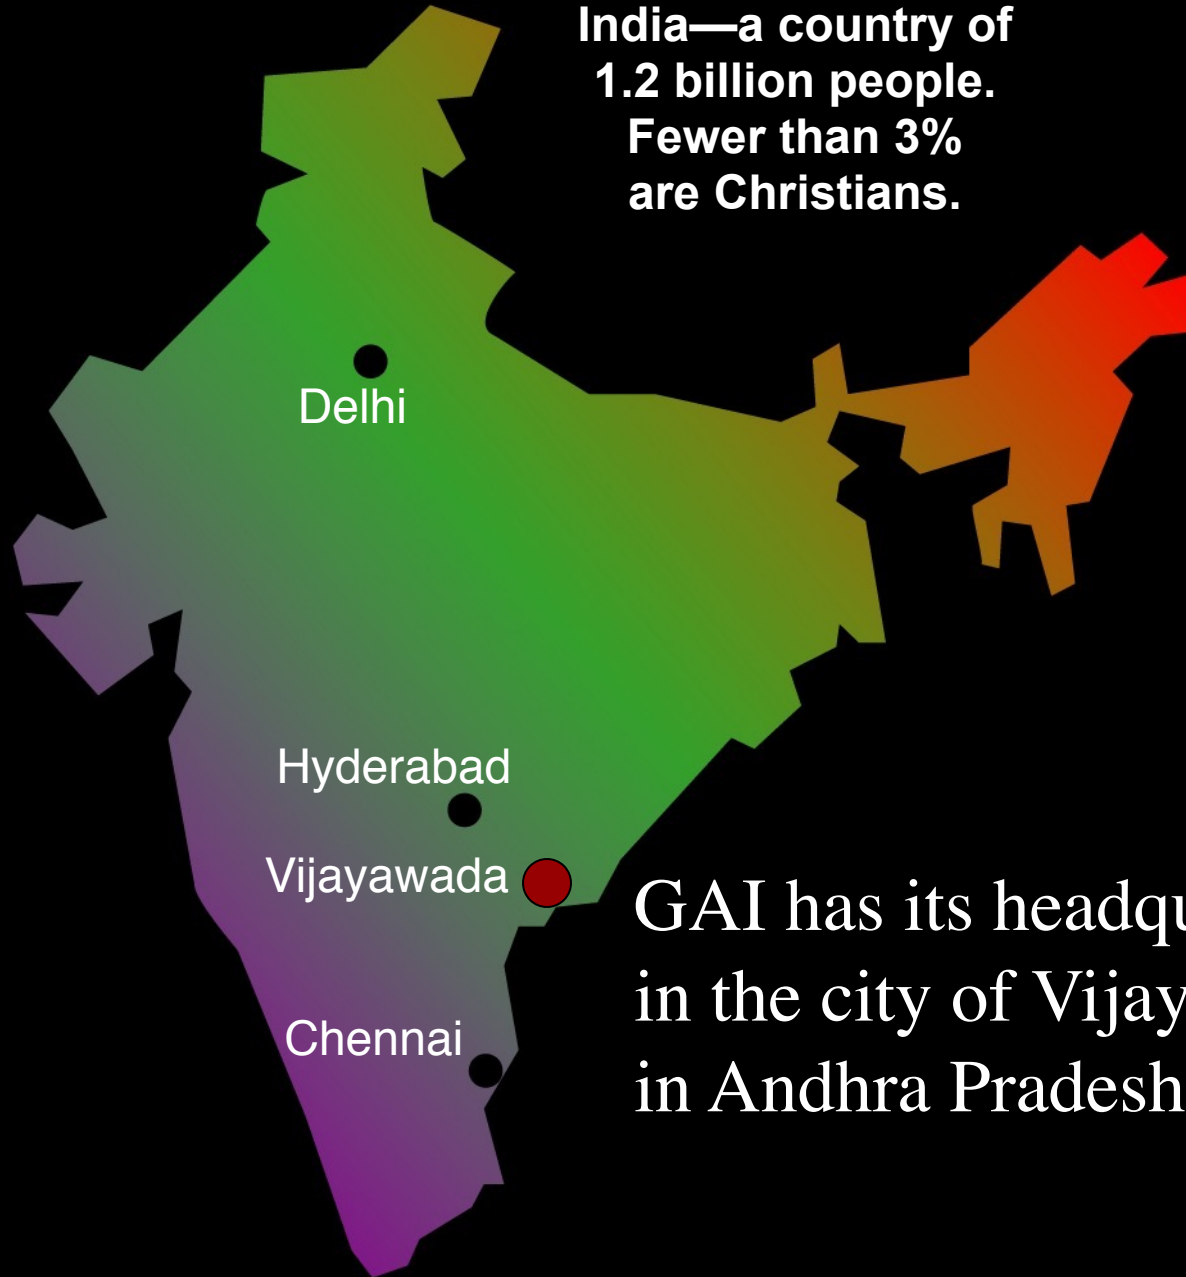 India—a country of
1.2 billion people.
Fewer than 3%
are Christians.
Delhi
Hyderabad
Vijayawada
Chennai
GAI has its headqu
in the city of Vijay
in Andhra Pradesh